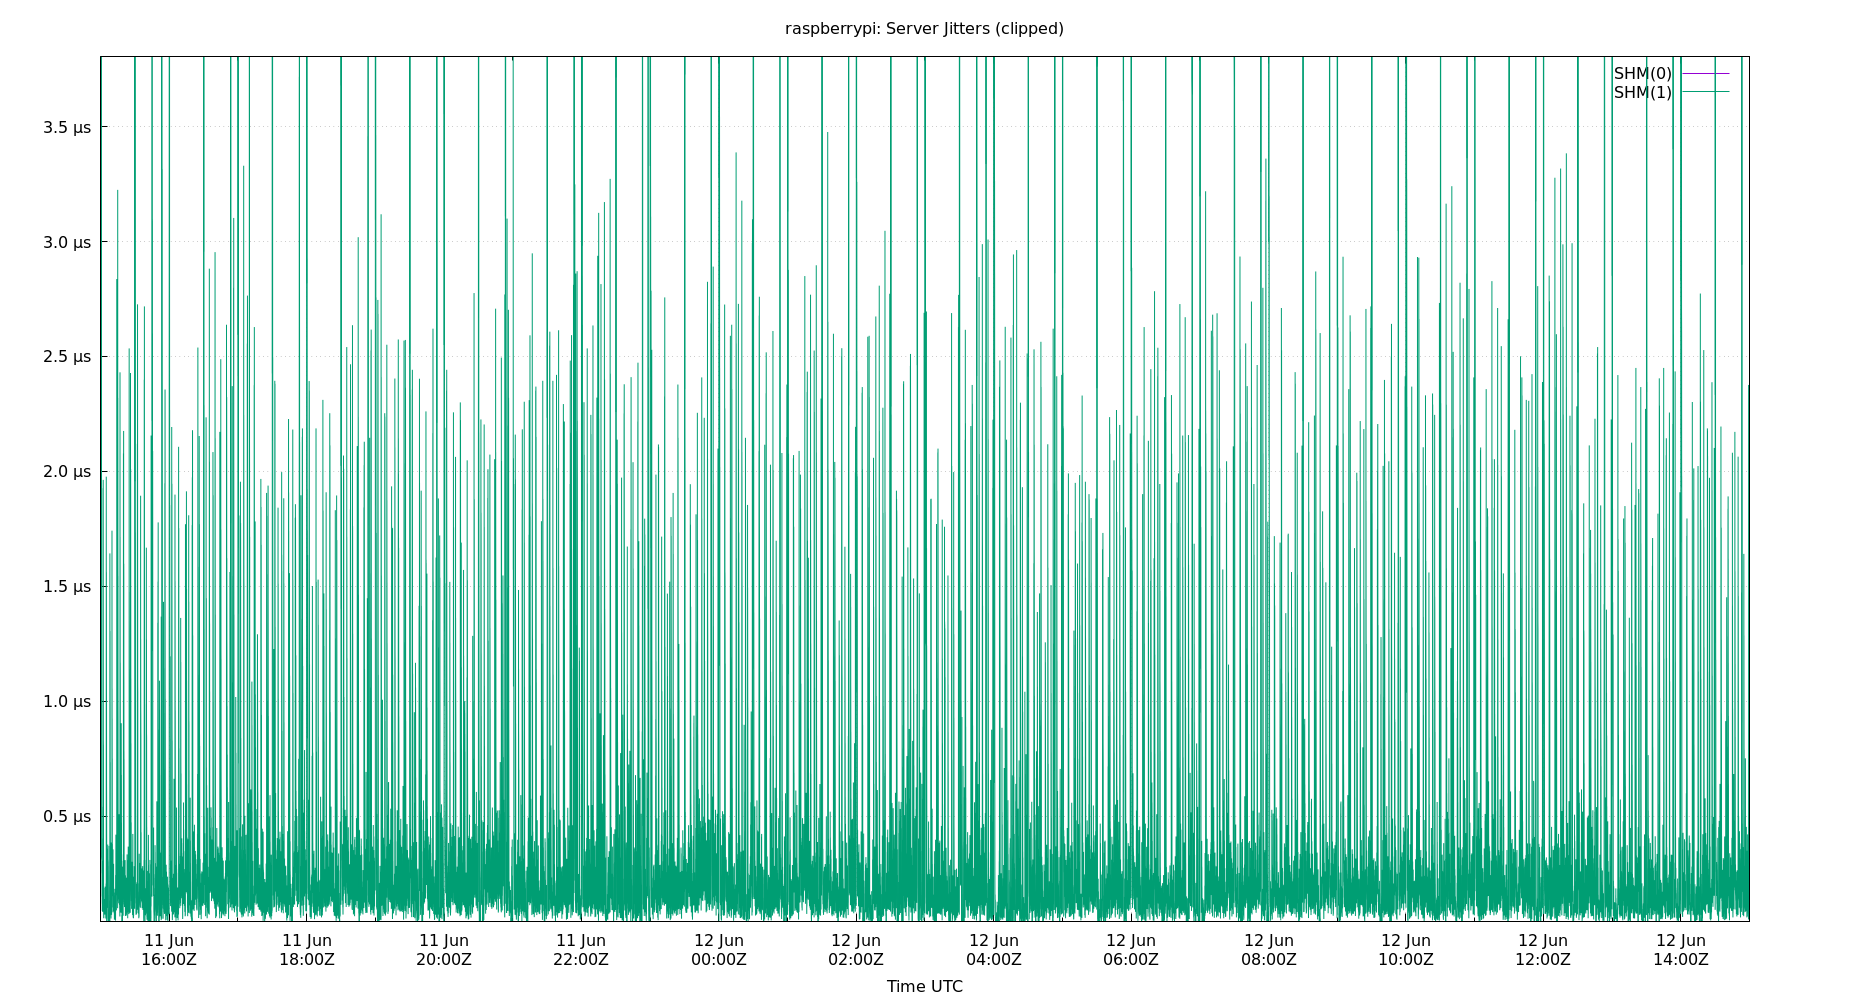 raspberrypi: Server Jitters (clipped)
SHM(0)
SHM(1)
3.5 µs
3.0 µs
2.5 µs
2.0 µs
1.5 µs
1.0 µs
0.5 µs
11 Jun 11 Jun 11 Jun 11 Jun 12 Jun 12 Jun 12 Jun 12 Jun 12 Jun 12 Jun 12 Jun 12 Jun
16:00Z 18:00Z 20:00Z 22:00Z 00:00Z 02:00Z 04:00Z 06:00Z 08:00Z 10:00Z 12:00Z 14:00Z
Time UTC